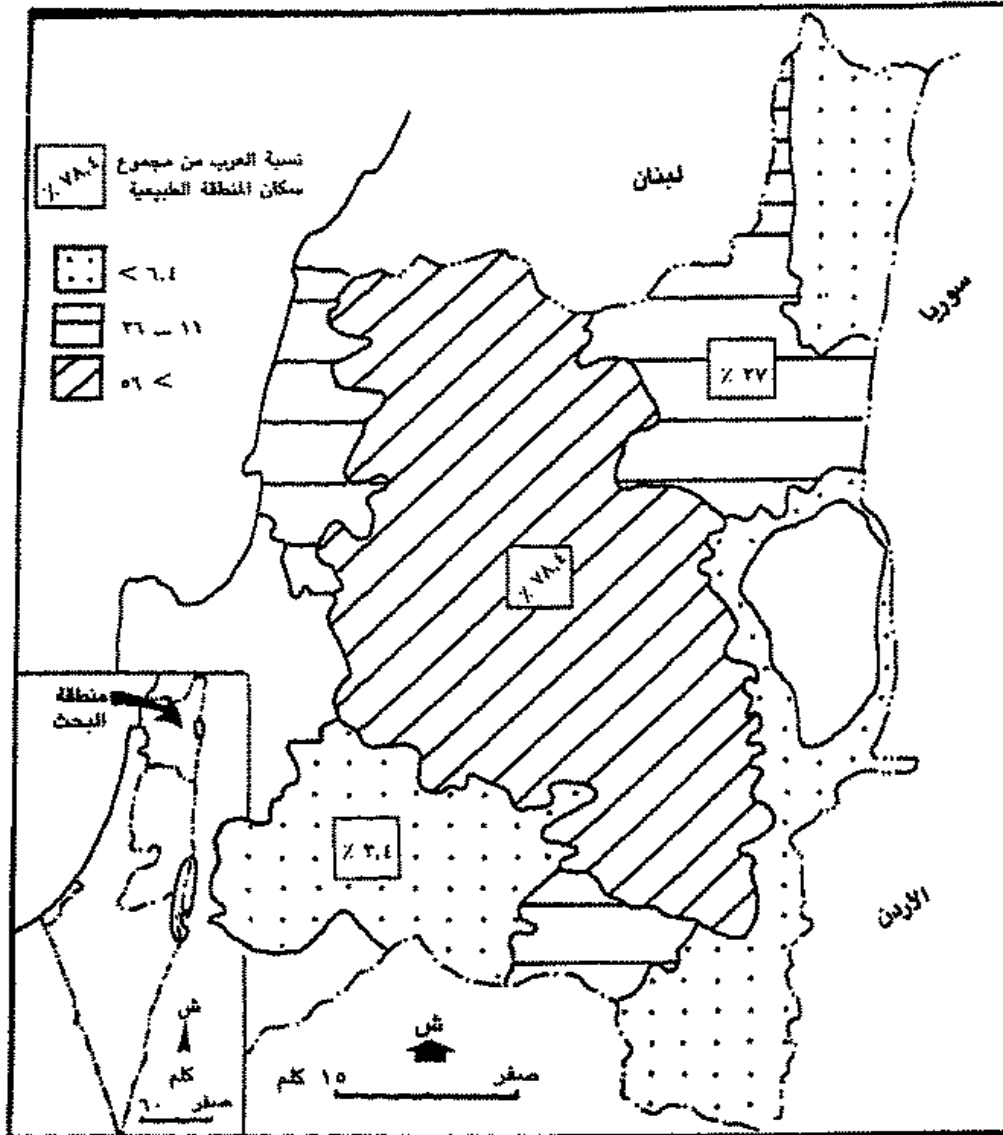 نسبة العرب من مجموع
سكان المنطقة الطبيعية
٧٨,٤ ٪
< ٦,٤
١١ – ٣٦
٥٦ <
لبنان
سوريا
٢٧ ٪
٧٨,٤ ٪
٣,٤ ٪
الأردن
منطقة
البحث
ش
كلم
صفر ٦٠
ش
صفر ١٥ كلم